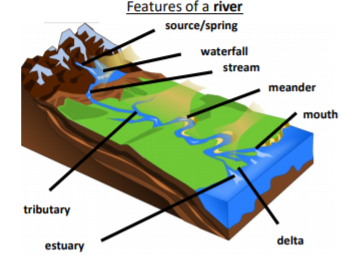 Features of a river
source/spring
waterfall
stream
meander
mouth
tributary
estuary
delta